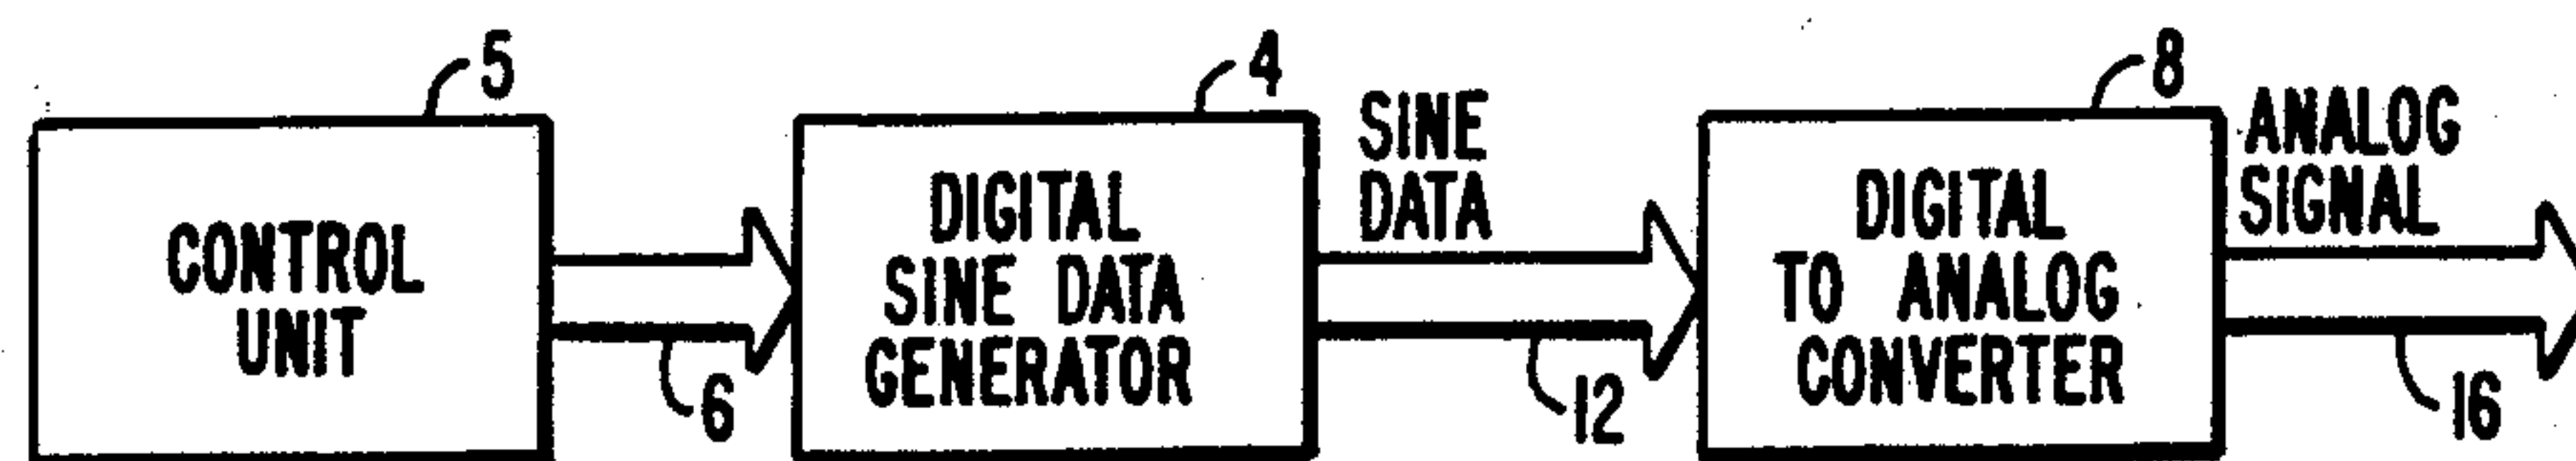 5
CONTROL
UNIT
6
4
DIGITAL
SINE DATA
GENERATOR
SINE
DATA
12
8
DIGITAL
TO ANALOG
CONVERTER
ANALOG
SIGNAL
16